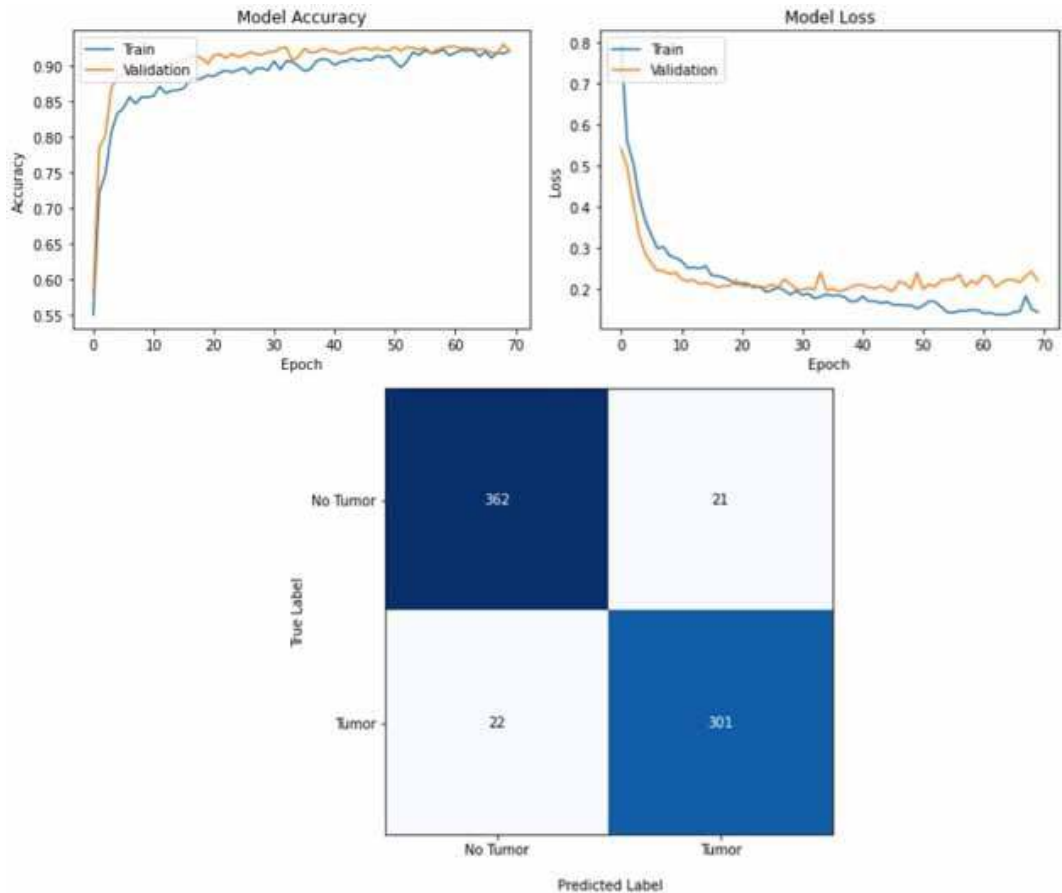 Model Accuracy
Train
Validation
0.90
0.85
0.80
0.75
0.70
0.65
0.60
0.55
Accuracy
0 10 20 30 40 50 60 70
Epoch
Model Loss
Train
Validation
0.8
0.7
0.6
0.5
0.4
0.3
0.2
Loss
0 10 20 30 40 50 60 70
Epoch
True Label
No Tumor 362 21
Tumor 22 301
No Tumor Tumor
Predicted Label